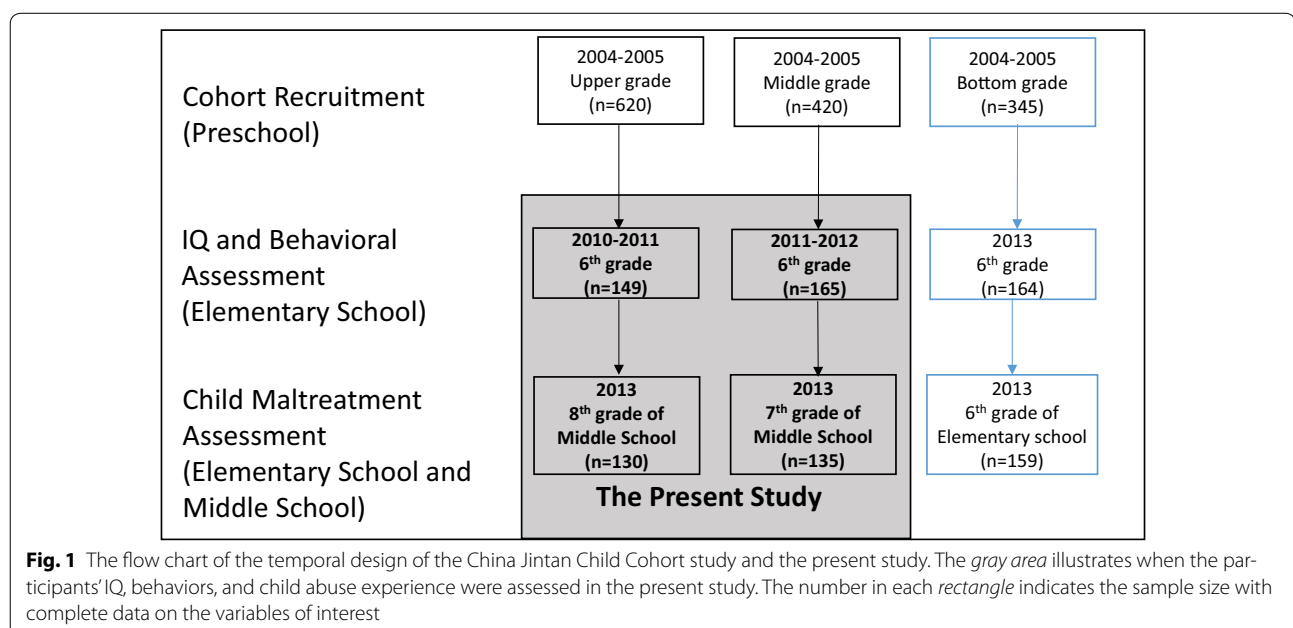 Cohort Recruitment
(Preschool)
2004-2005
Upper grade
(n=620)
2004-2005
Middle grade
(n=420)
2004-2005
Bottom grade
(n=345)
IQ and Behavioral
Assessment
(Elementary School)
2010-2011
6th grade
(n=149)
2011-2012
6th grade
(n=165)
2013
6th grade
(n=164)
Child Maltreatment
Assessment
(Elementary School and
Middle School)
2013
8th grade of
Middle School
(n=130)
2013
7th grade of
Middle School
(n=135)
2013
6th grade of
Elementary school
(n=159)
The Present Study
Fig. 1 The flow chart of the temporal design of the China Jintan Child Cohort study and the present study. The gray area illustrates when the par-
ticipants’ IQ, behaviors, and child abuse experience were assessed in the present study. The number in each rectangle indicates the sample size with
complete data on the variables of interest